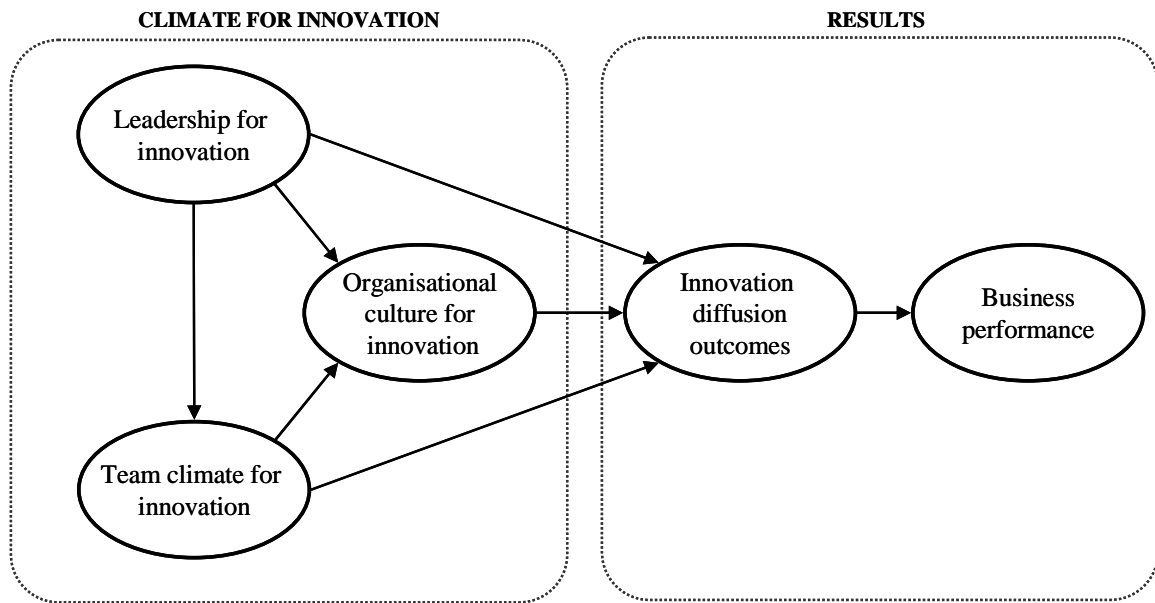 CLIMATE FOR INNOVATION
RESULTS
Leadership for
innovation
Organisational
culture for
innovation
Innovation
diffusion
outcomes
Business
performance
Team climate for
innovation